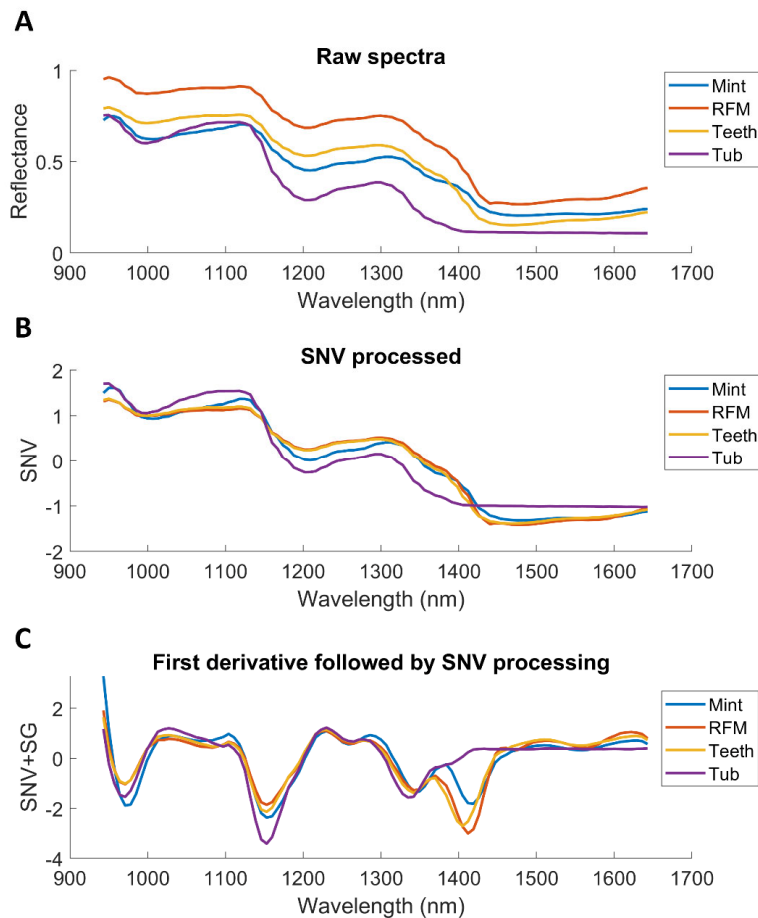 A
Raw spectra
1
0.5
0
Reflectance
900 1000 1100 1200 1300 1400 1500 1600 1700
Wavelength (nm)
Mint
RFM
Teeth
Tub
B
SNV processed
2
1
0
-1
-2
SNV
900 1000 1100 1200 1300 1400 1500 1600 1700
Wavelength (nm)
Mint
RFM
Teeth
Tub
C
First derivative followed by SNV processing
2
0
-2
-4
SNV+SG
900 1000 1100 1200 1300 1400 1500 1600 1700
Wavelength (nm)
Mint
RFM
Teeth
Tub